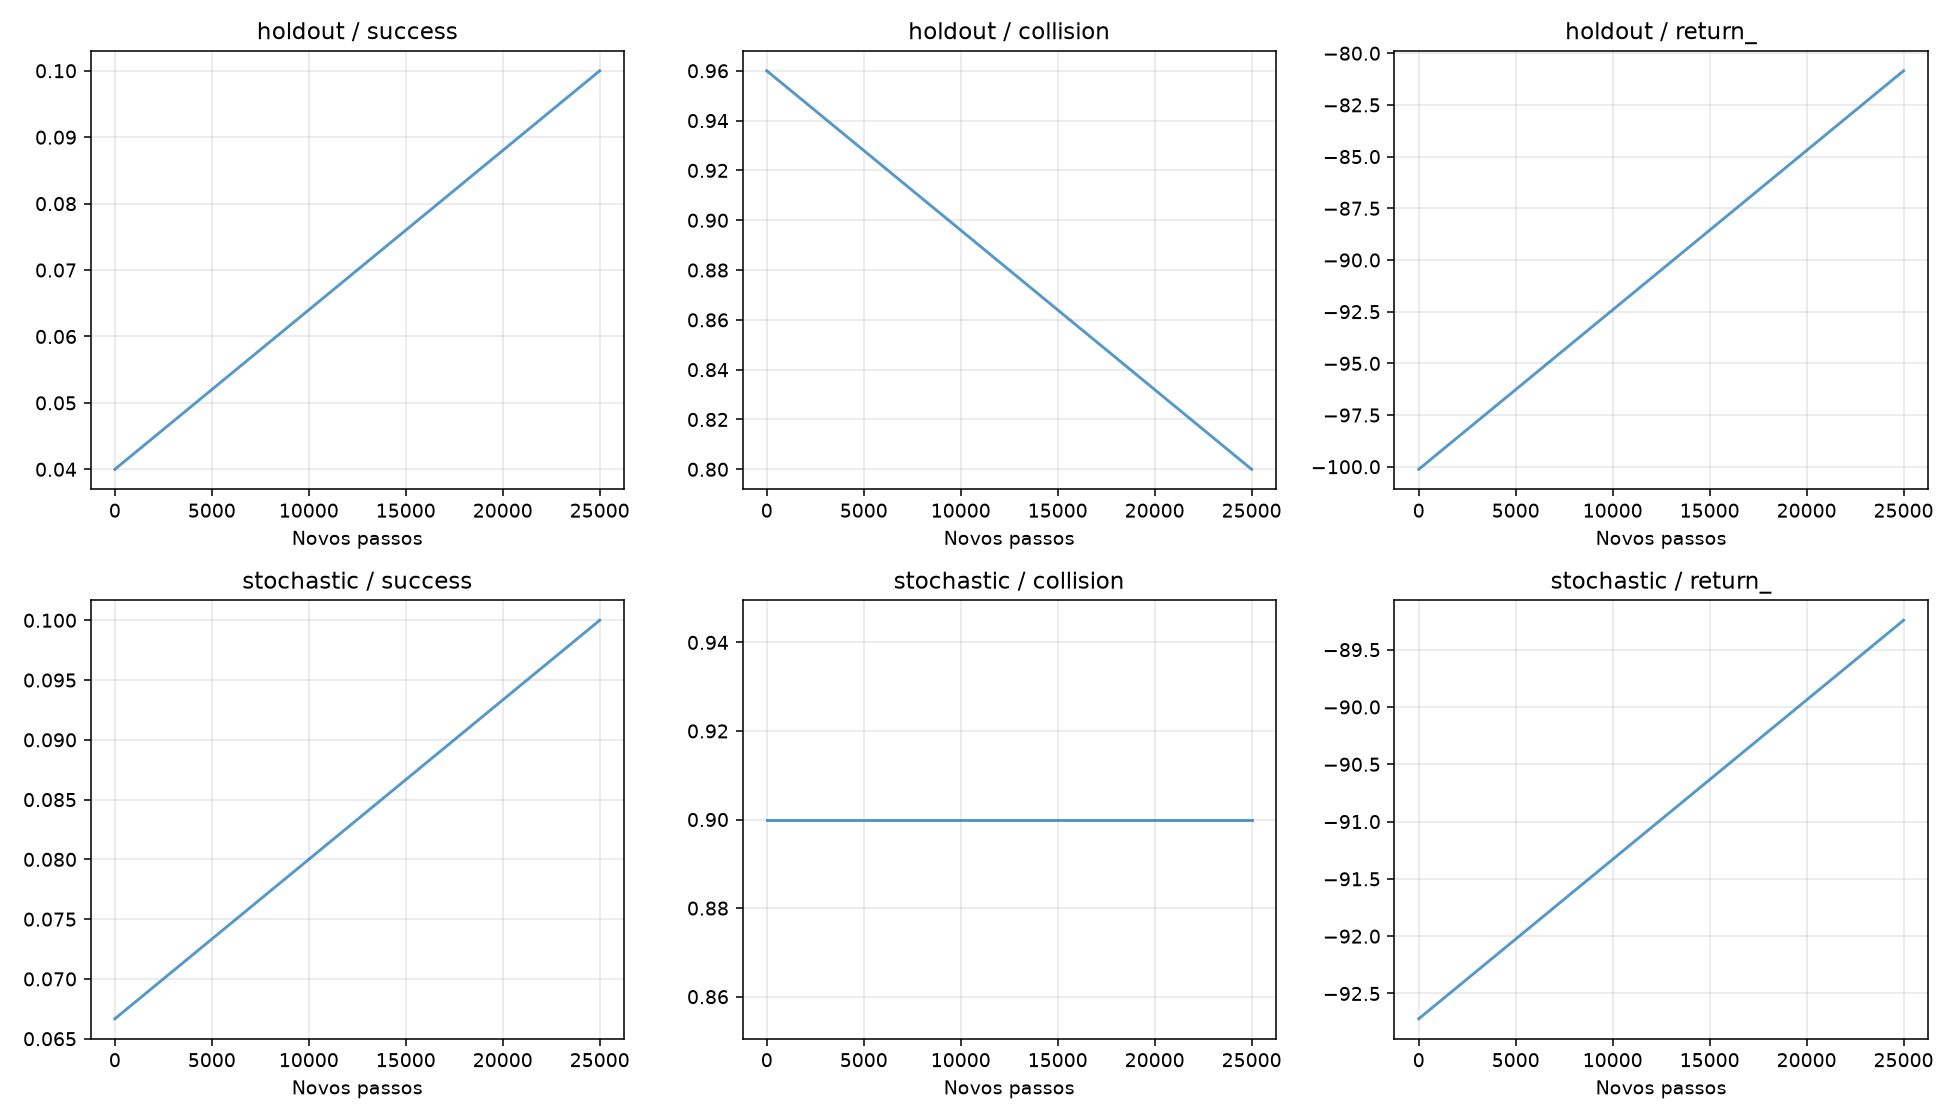 holdout / success
0.10
0.09
0.08
0.07
0.06
0.05
0.04
0 5000 10000 15000 20000 25000
Novos passos
holdout / collision
0.96
0.94
0.92
0.90
0.88
0.86
0.84
0.82
0.80
0 5000 10000 15000 20000 25000
Novos passos
holdout / return_
−80.0
−82.5
−85.0
−87.5
−90.0
−92.5
−95.0
−97.5
−100.0
0 5000 10000 15000 20000 25000
Novos passos
stochastic / success
0.100
0.095
0.090
0.085
0.080
0.075
0.070
0.065
0 5000 10000 15000 20000 25000
Novos passos
stochastic / collision
0.94
0.92
0.90
0.88
0.86
0 5000 10000 15000 20000 25000
Novos passos
stochastic / return_
−89.5
−90.0
−90.5
−91.0
−91.5
−92.0
−92.5
0 5000 10000 15000 20000 25000
Novos passos